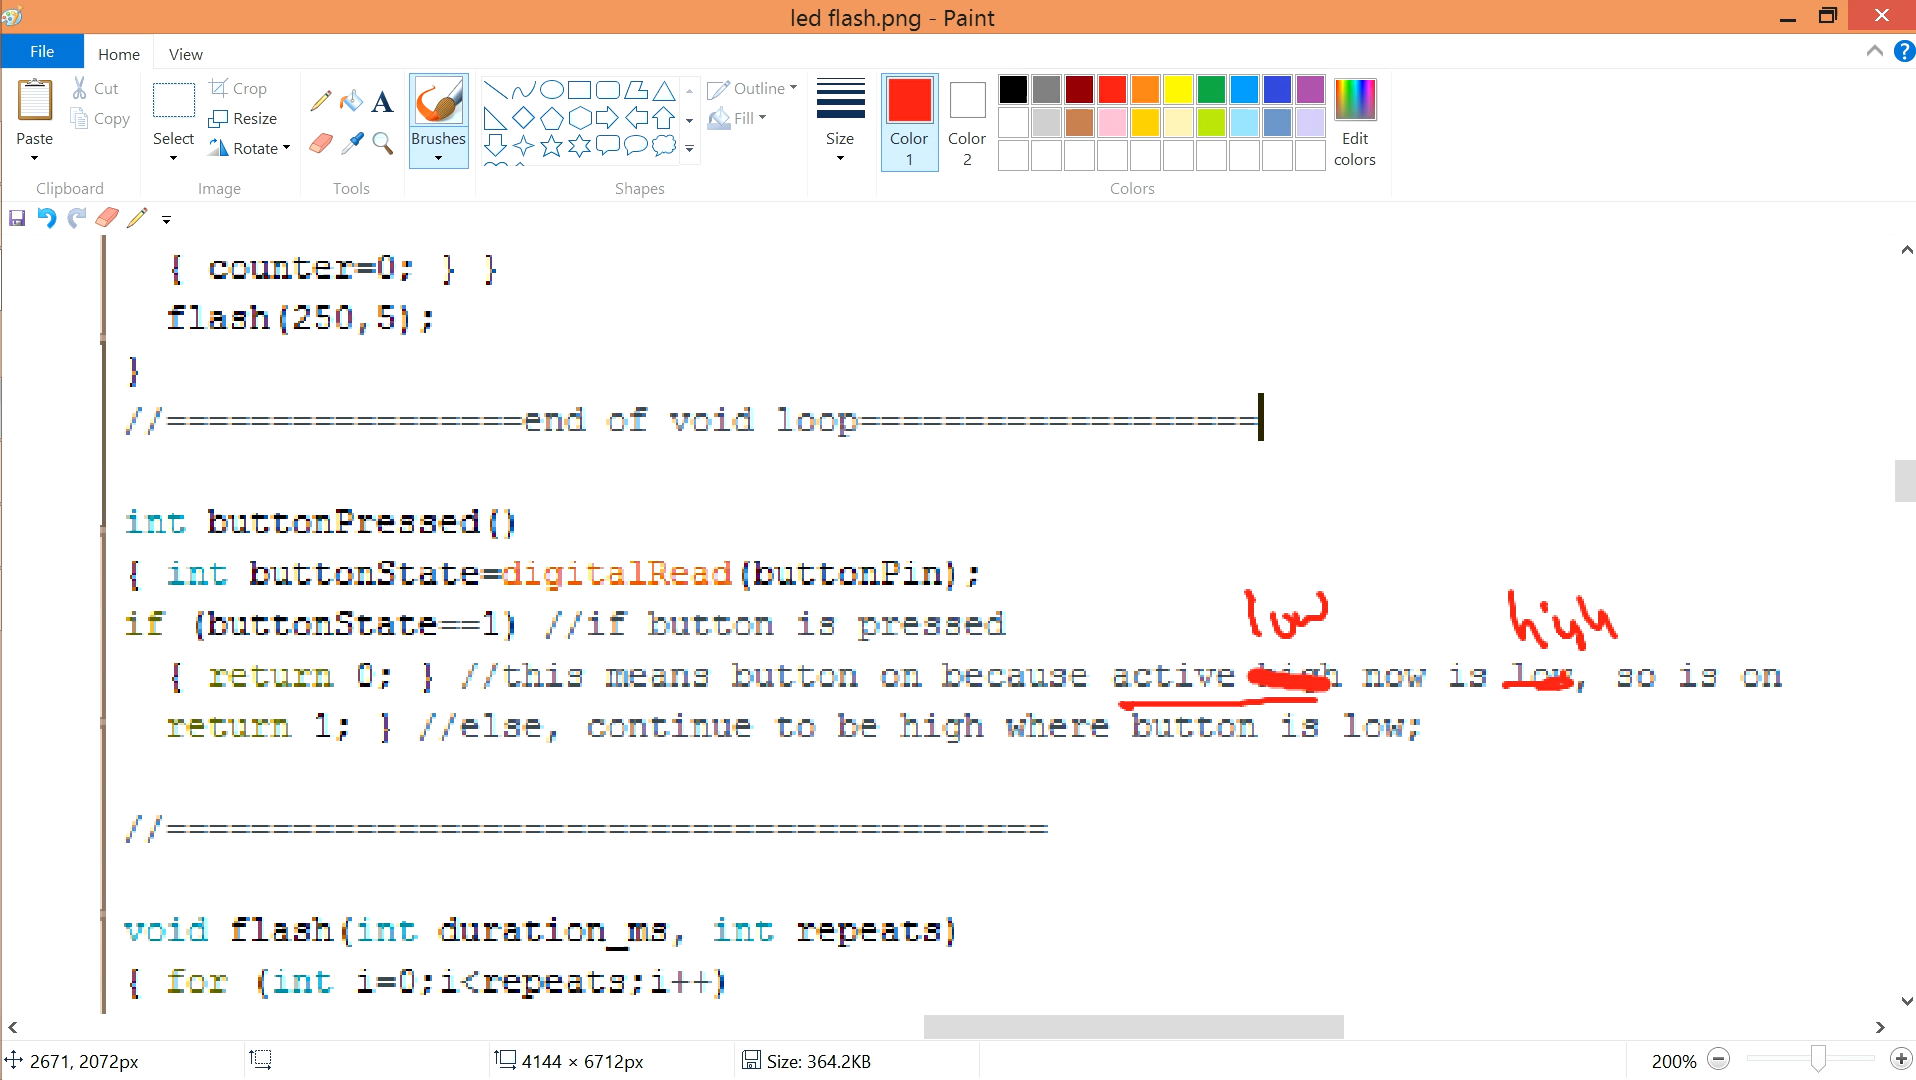 led flash.png - Paint
File Home View
Paste Cut Copy Clipboard
Select Crop Resize Rotate Image
Tools
Brushes
Shapes
Outline Fill
Size
Color 1 Color 2
Edit colors
Colors
{ counter=0; } }
flash(250,5);
}
//=================end of void loop===================
int buttonPressed()
{ int buttonState=digitalRead(buttonPin);
low high
if (buttonState==1) //if button is pressed
{ return 0; } //this means button on because active high now is low, so is on
return 1; } //else, continue to be high where button is low;
//==========================================
void flash(int duration_ms, int repeats)
{ for (int i=0;i<repeats;i++)
2671, 2072px 4144 × 6712px Size: 364.2KB 200%